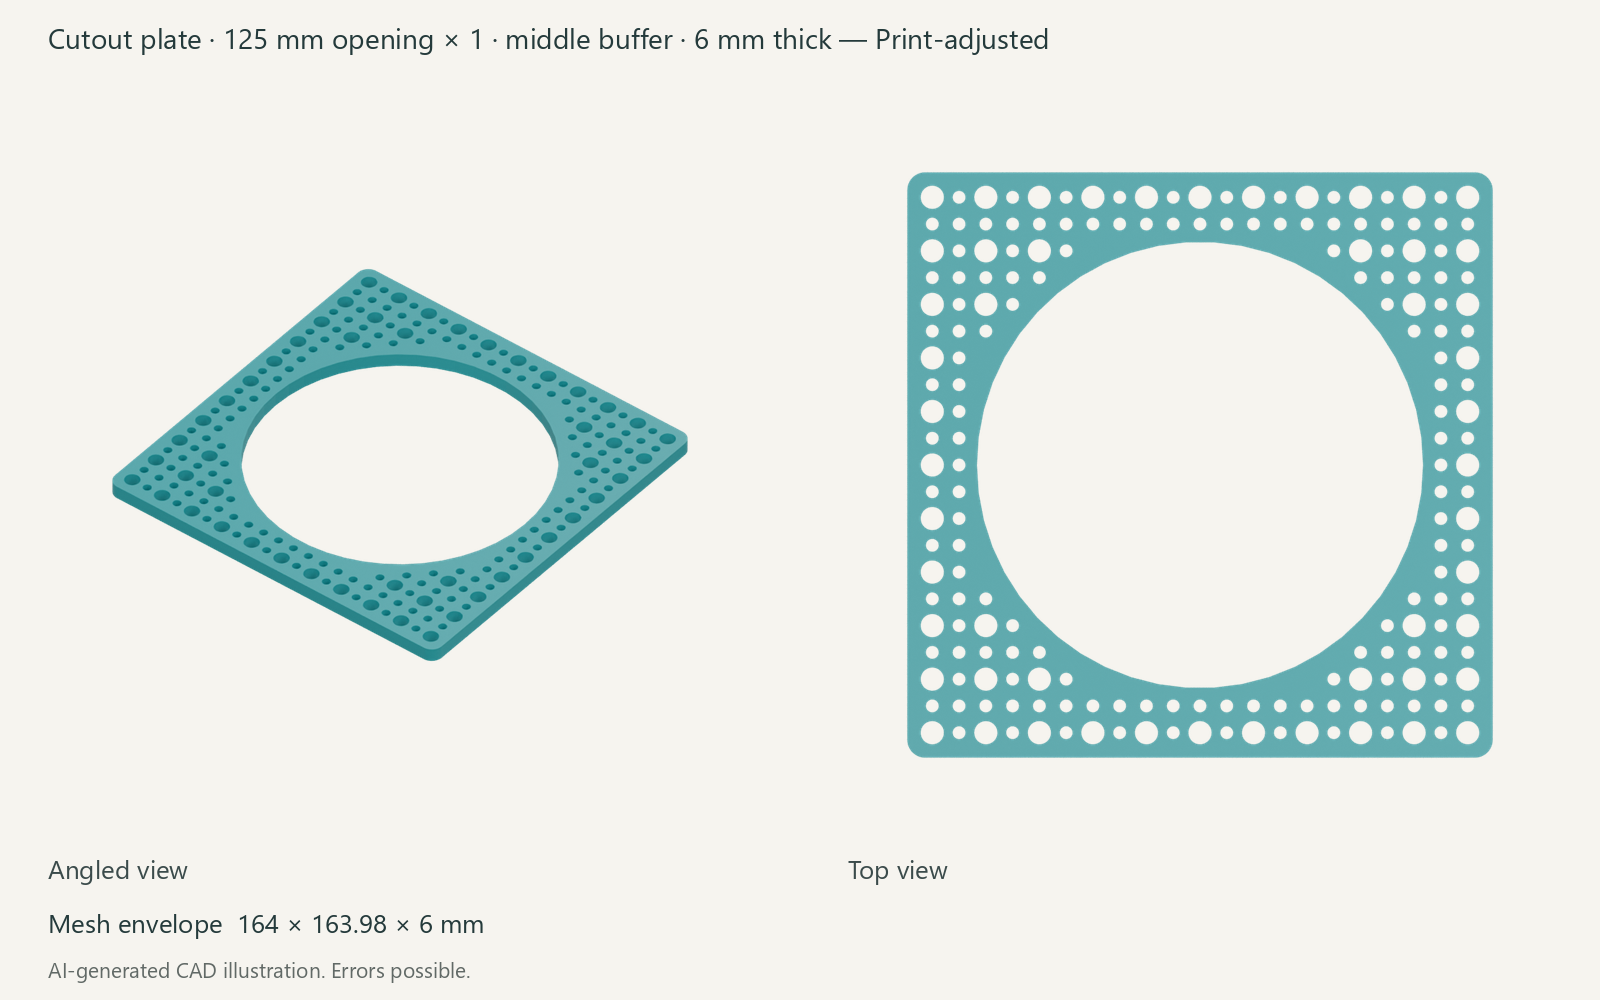 Cutout plate · 125 mm opening × 1 · middle buffer · 6 mm thick — Print-adjusted
Angled view
Top view
Mesh envelope 164 × 163.98 × 6 mm
AI-generated CAD illustration. Errors possible.